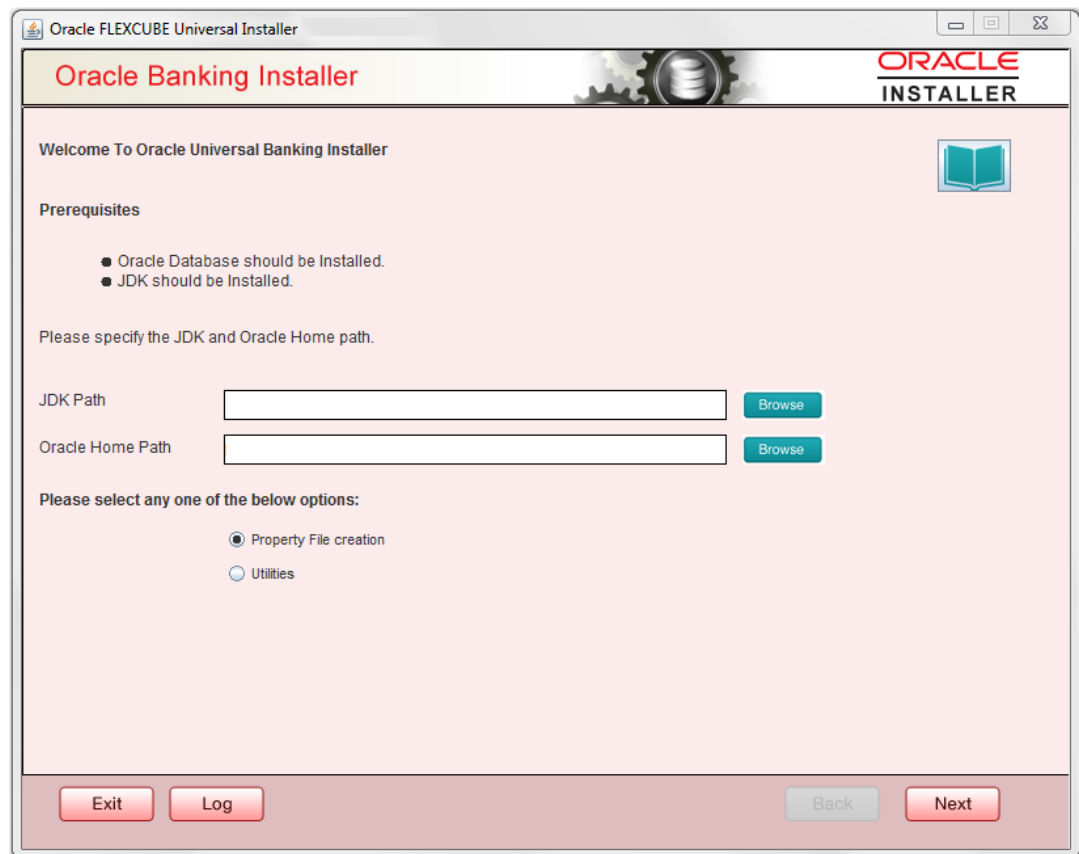 Oracle FLEXCUBE Universal Installer
Oracle Banking Installer
ORACLE
INSTALLER
Welcome To Oracle Universal Banking Installer
Prerequisites
Oracle Database should be Installed.
JDK should be Installed.
Please specify the JDK and Oracle Home path.
JDK Path
Browse
Oracle Home Path
Browse
Please select any one of the below options:
Property File creation
Utilities
Exit
Log
Back
Next